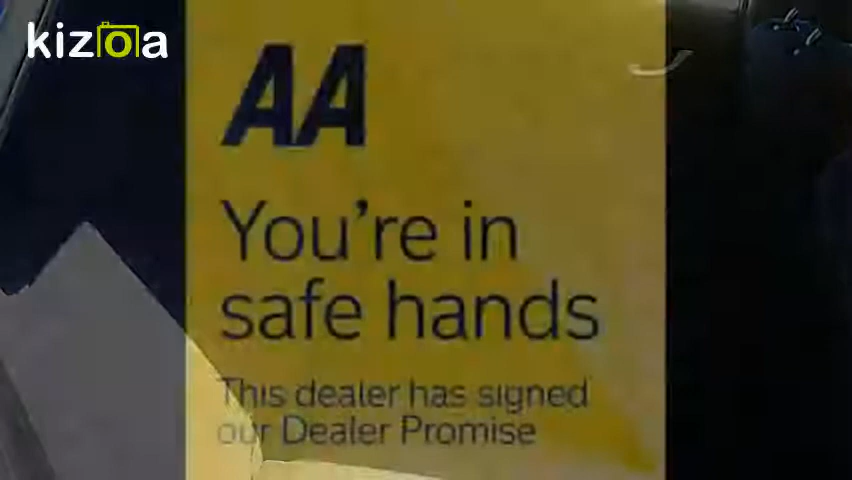 kizoa
AA
You're in
safe hands
This dealer has signed
our Dealer Promise